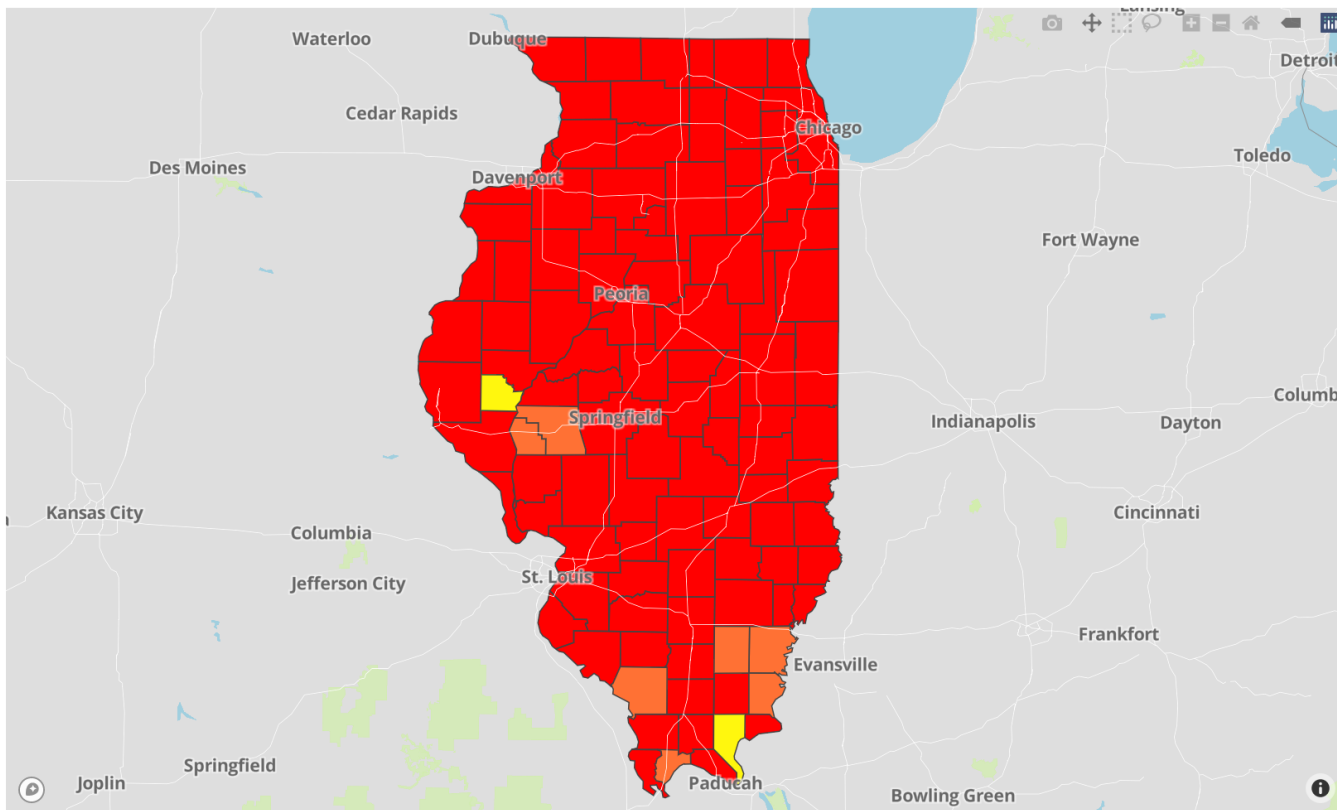 Lansing
Waterloo
Dubuque
Detroit
Cedar Rapids
Chicago
Toledo
Des Moines
Davenport
Fort Wayne
Peoria
Columb
Springfield
Indianapolis
Dayton
Kansas City
Cincinnati
Columbia
St. Louis
Jefferson City
Frankfort
Evansville
Springfield
Joplin
Paducah
Bowling Green